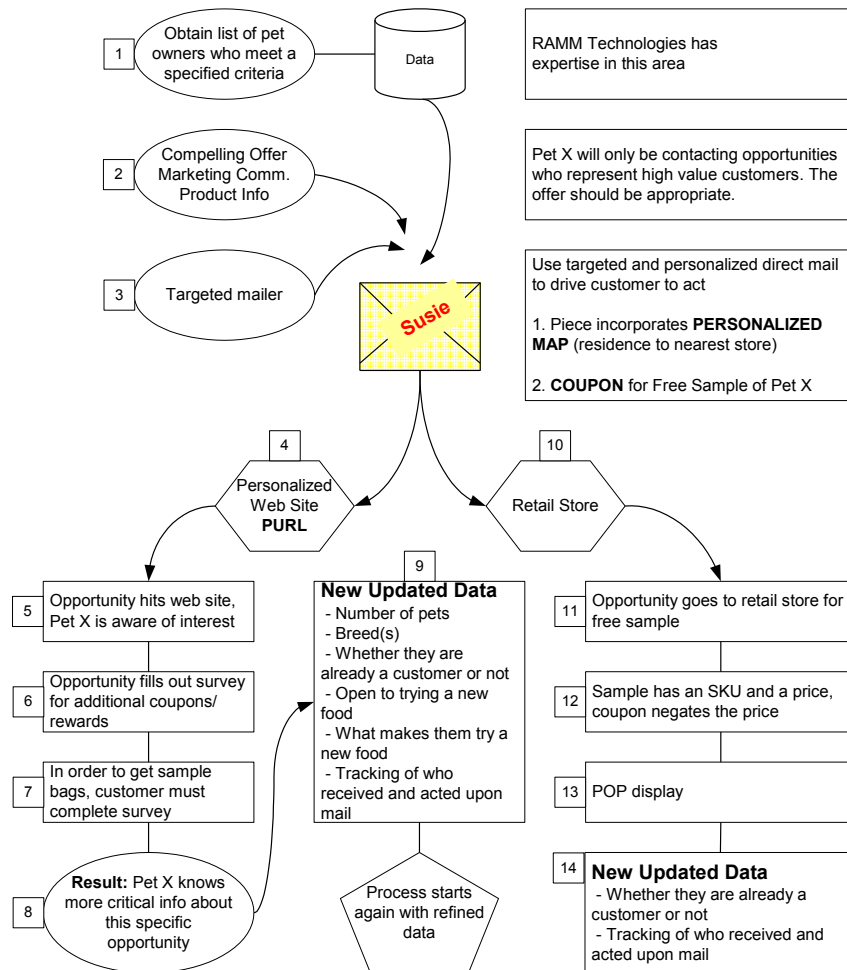 1
Obtain list of pet
owners who meet a
specified criteria
Data
RAMM Technologies has
expertise in this area
2
Compelling Offer
Marketing Comm.
Product Info
Pet X will only be contacting opportunities
who represent high value customers. The
offer should be appropriate.
3
Targeted mailer
Susie
Use targeted and personalized direct mail
to drive customer to act
1. Piece incorporates PERSONALIZED
MAP (residence to nearest store)
2. COUPON for Free Sample of Pet X
4
Personalized
Web Site
PURL
10
Retail Store
5
Opportunity hits web site,
Pet X is aware of interest
6
Opportunity fills out survey
for additional coupons/
rewards
7
In order to get sample
bags, customer must
complete survey
8
Result: Pet X knows
more critical info about
this specific
opportunity
9
New Updated Data
- Number of pets
- Breed(s)
- Whether they are
already a customer or not
- Open to trying a new
food
- What makes them try a
new food
- Tracking of who
received and acted upon
mail
Process starts
again with refined
data
11
Opportunity goes to retail store for
free sample
12
Sample has an SKU and a price,
coupon negates the price
13
POP display
14
New Updated Data
- Whether they are already a
customer or not
- Tracking of who received and
acted upon mail